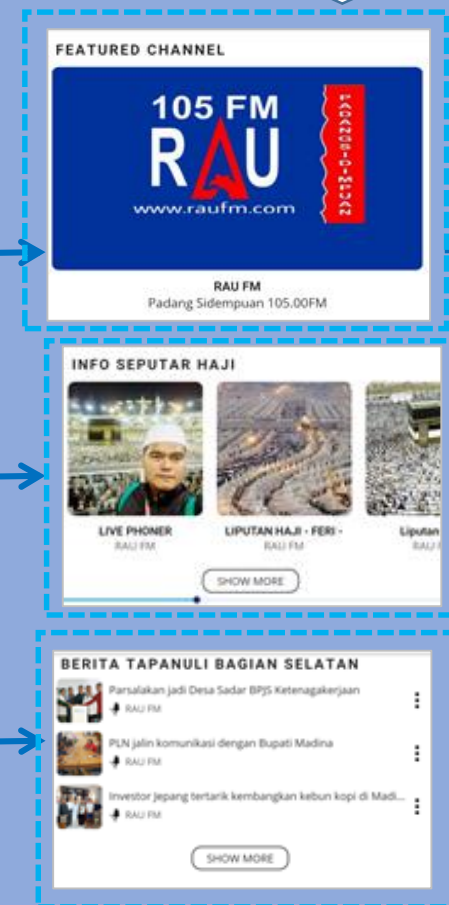 FEATURED CHANNEL
105 FM
RAU
www.raufm.com
PADANGSIDIMPUAN
RAU FM
Padang Sidempuan 105.00FM
INFO SEPUTAR HAJI
LIVE PHONER
RAU FM
LIPUTAN HAJI - FERI -
RAU FM
Liputan
RAU F
SHOW MORE
BERITA TAPANULI BAGIAN SELATAN
Parsalakan jadi Desa Sadar BPJS Ketenagakerjaan
RAU FM
PLN jalin komunikasi dengan Bupati Madina
RAU FM
Investor Jepang tertarik kembangkan kebun kopi di Madi...
RAU FM
SHOW MORE